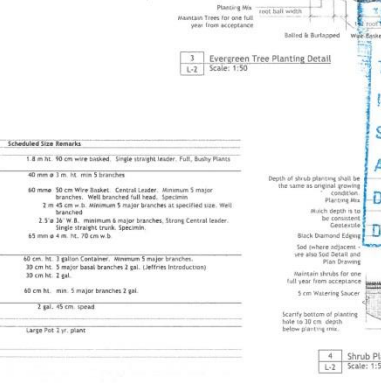 Planting Mix
root ball width
Maintain Trees for one full
year from acceptance
Balled & Burlapped
3 Evergreen Tree Planting Detail
L-2 Scale: 1:50
Scheduled Size Remarks
1.8 m ht. 90 cm wire basked. Single straight leader. Full, Bushy Plants
40 mm ø 3 m. ht. min 5 branches
60 mmø 50 cm Wire Basket. Central Leader. Minimum 5 major
branches. Well branched full head. Specimin
2 m 45 cm w.b. Minimum 5 major branches at specified size. Well
branched
2.5"ø 26" W.B. minimum 6 major branches, Strong Central leader.
Single straight trunk. Specimin.
65 mm ø 4 m. ht. 70 cm w.b.
60 cm. ht. 2 gallon Container. Minimum 5 major branches.
30 cm ht. 5 major basal branches 2 gal. (Jeffries Introduction)
30 cm ht. 2 gal.
60 cm ht. min. 5 major branches 2 gal.
2 gal. 45 cm. spead
Large Pot 2 yr. plant
Depth of shrub planting shall be
the same as original growing
condition.
Planting Mix
Mulch depth is to
be consistent
Geotextile
Black Diamond Edging
Sod (where adjacent -
see also Sod Detail and
Plan Drawing
Maintain shrubs for one
full year from acceptance
5 cm Watering Saucer
Scarify bottom of planting
hole to 30 cm. depth
below planting mix.
4 Shrub Pl
L-2 Scale: 1:5